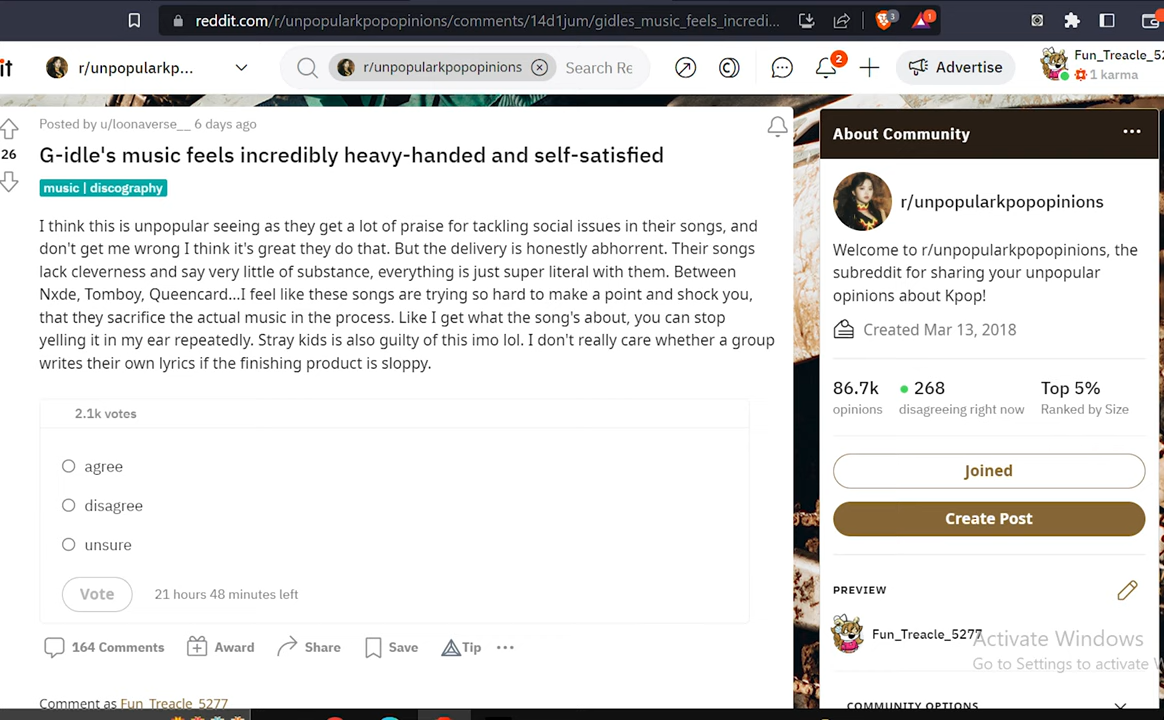 reddit.com/r/unpopularkpopopinions/comments/14d1jum/gidles_music_feels_incredi...
3
1
it
r/unpopularkp...
r/unpopularkpopopinions
Search Re
2
Advertise
Fun_Treacle_52
1 karma
Posted by u/loonaverse__ 6 days ago
26
G-idle's music feels incredibly heavy-handed and self-satisfied
music | discography
I think this is unpopular seeing as they get a lot of praise for tackling social issues in their songs, and
don't get me wrong I think it's great they do that. But the delivery is honestly abhorrent. Their songs
lack cleverness and say very little of substance, everything is just super literal with them. Between
Nxde, Tomboy, Queencard...I feel like these songs are trying so hard to make a point and shock you,
that they sacrifice the actual music in the process. Like I get what the song's about, you can stop
yelling it in my ear repeatedly. Stray kids is also guilty of this imo lol. I don't really care whether a group
writes their own lyrics if the finishing product is sloppy.
2.1k votes
agree
disagree
unsure
Vote
21 hours 48 minutes left
164 Comments
Award
Share
Save
Tip
Comment as Fun_Treacle_5277
About Community
r/unpopularkpopopinions
Welcome to r/unpopularkpopopinions, the
subreddit for sharing your unpopular
opinions about Kpop!
Created Mar 13, 2018
86.7k
268
Top 5%
opinions
disagreeing right now
Ranked by Size
Joined
Create Post
PREVIEW
Fun_Treacle_5277
Activate Windows
Go to Settings to activate W
COMMUNITY OPTIONS